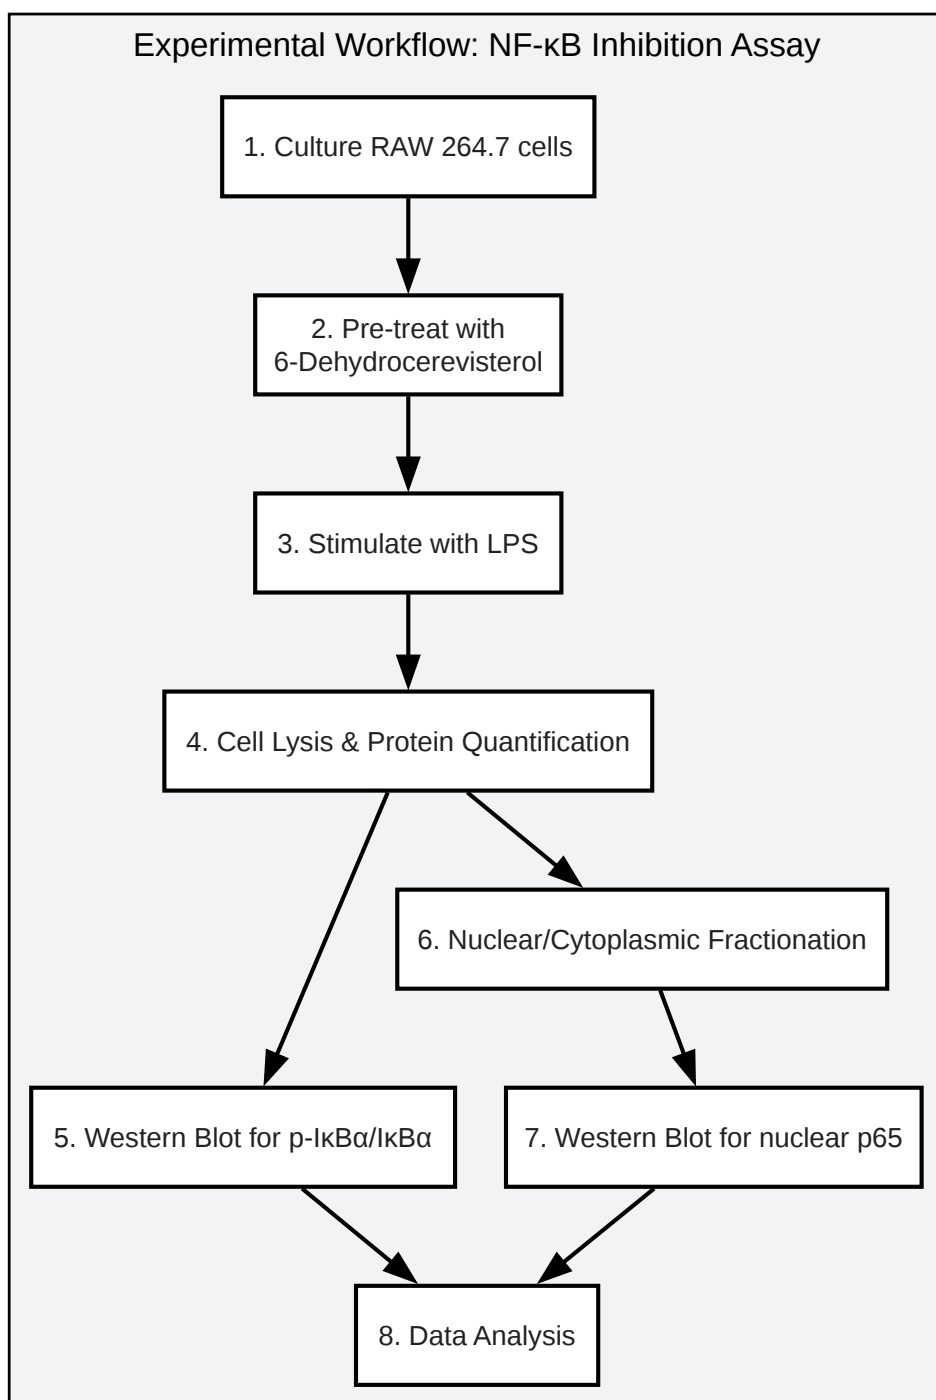 Experimental Workflow: NF-κB Inhibition Assay
1. Culture RAW 264.7 cells
2. Pre-treat with
6-Dehydrocerevisterol
3. Stimulate with LPS
4. Cell Lysis & Protein Quantification
6. Nuclear/Cytoplasmic Fractionation
5. Western Blot for p-IκBα/IκBα
7. Western Blot for nuclear p65
8. Data Analysis